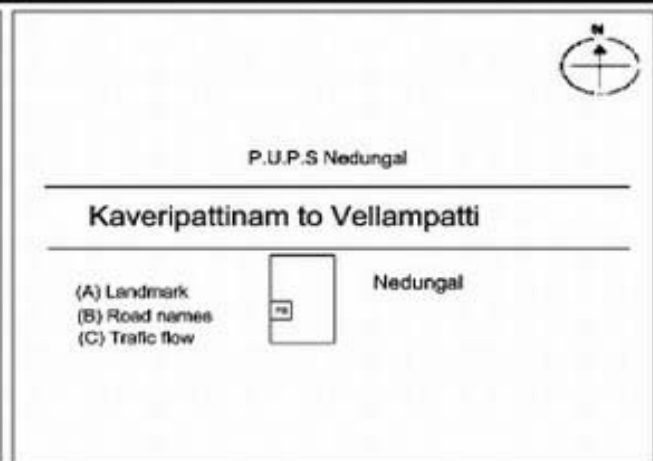 N
P.U.P.S Nedungal
Kaveripattinam to Vellampatti
Nedungal
(A) Landmark
(B) Road names
(C) Trafic flow